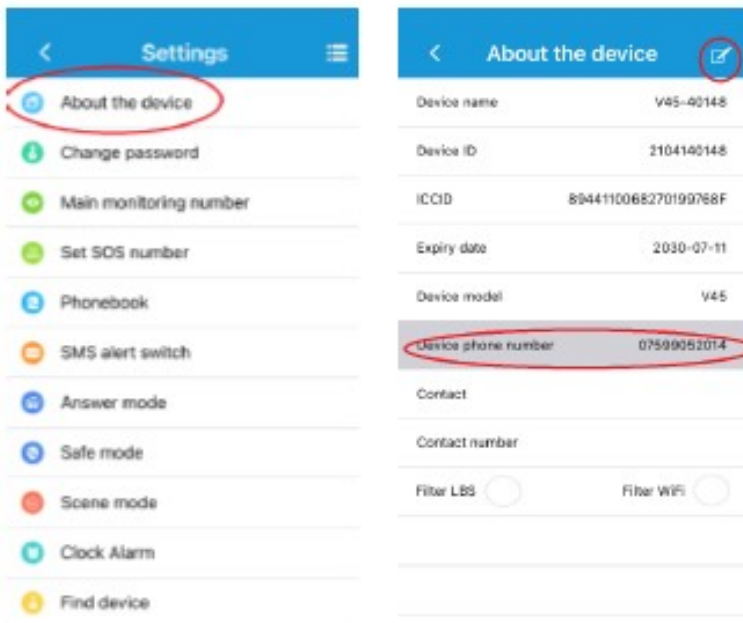 Settings
About the device
Change password
Main monitoring number
Set SOS number
Phonebook
SMS alert switch
Answer mode
Safe mode
Scene mode
Clock Alarm
Find device
About the device
Device name V45-40148
Device ID 2104140148
ICCID 8944110068270199768F
Expiry date 2030-07-11
Device model V45
Device phone number 07599052014
Contact
Contact number
Filter LBS Filter WiFi